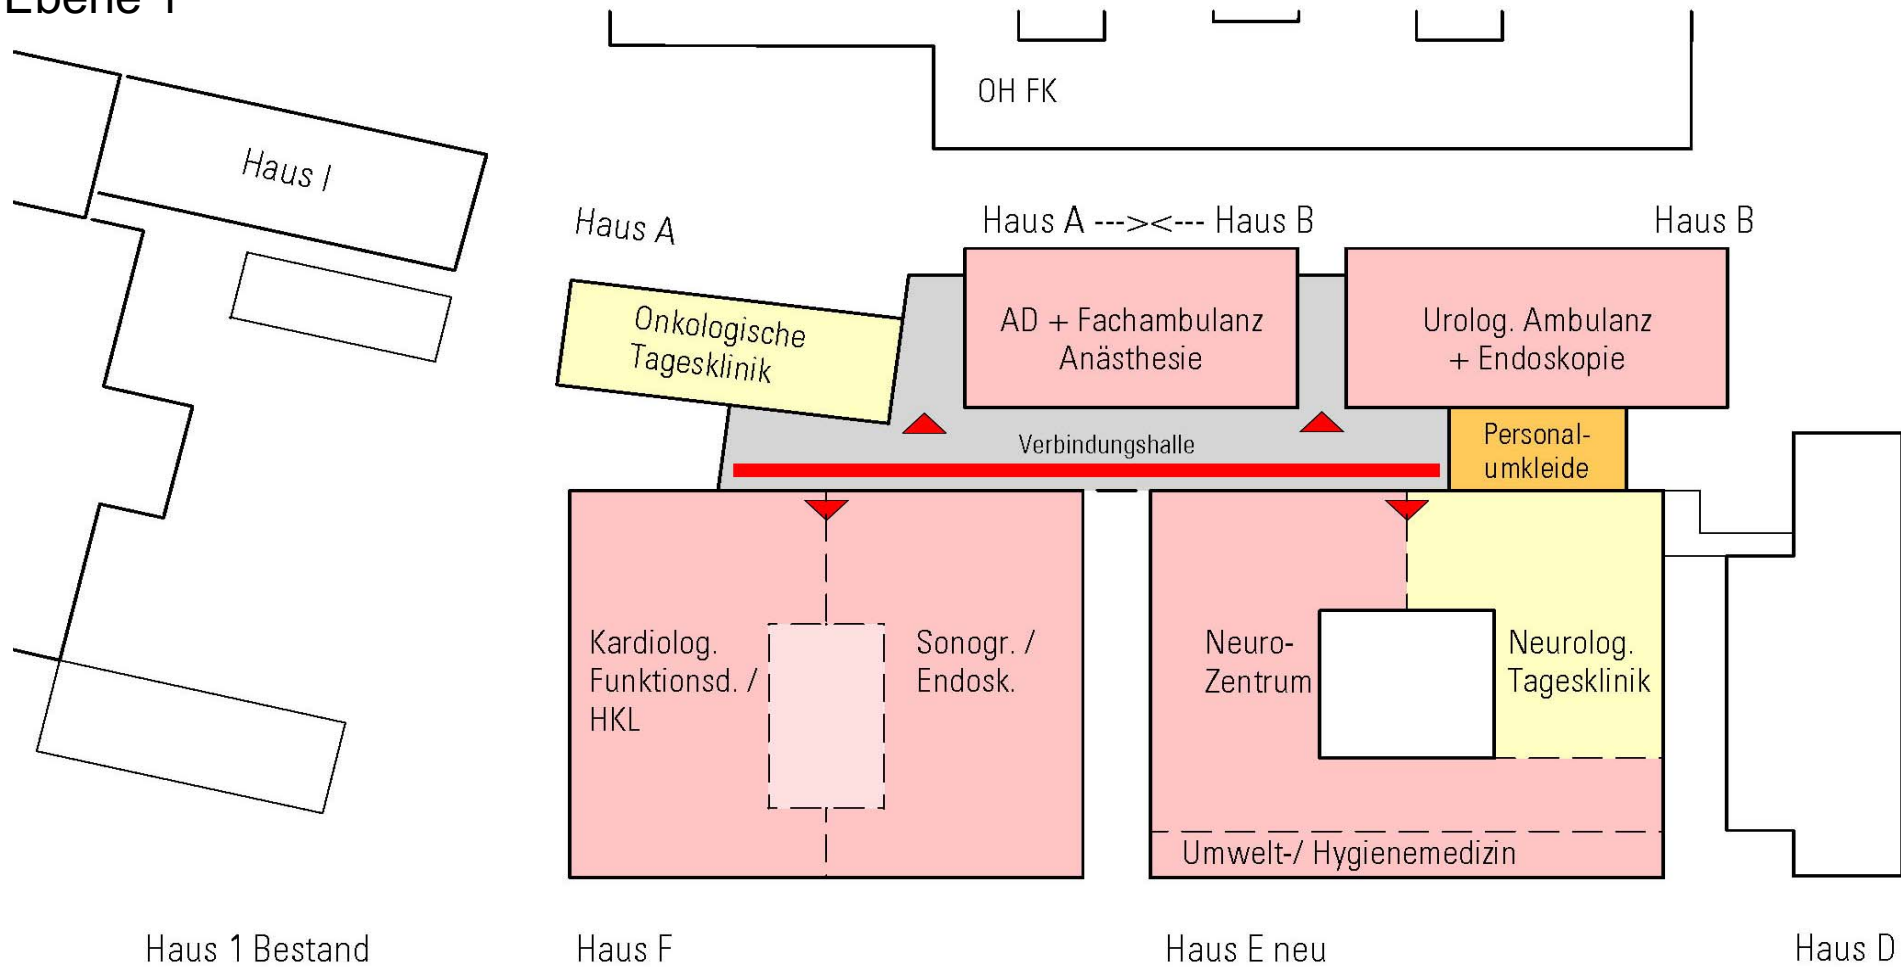 Ebene 1
OH FK
Haus I
Haus A
Haus A ---><--- Haus B
Haus B
Onkologische
Tagesklinik
AD + Fachambulanz
Anästhesie
Urolog. Ambulanz
+ Endoskopie
Verbindungshalle
Personal-
umkleide
Kardiolog.
Funktionsd. /
HKL
Sonogr. /
Endosk.
Neuro-
Zentrum
Neurolog.
Tagesklinik
Umwelt-/ Hygienemedizin
Haus 1 Bestand
Haus F
Haus E neu
Haus D